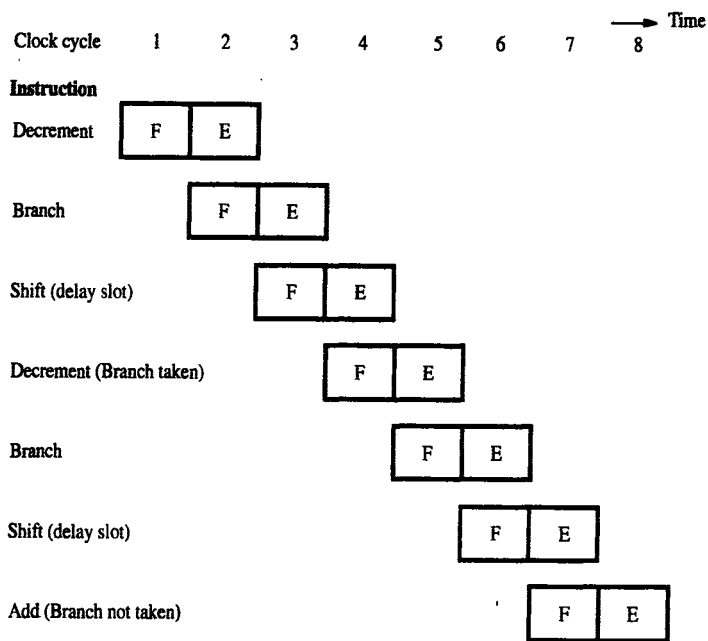 Time
Clock cycle 1 2 3 4 5 6 7 8
Instruction
Decrement F E
Branch F E
Shift (delay slot) F E
Decrement (Branch taken) F E
Branch F E
Shift (delay slot) F E
Add (Branch not taken) F E